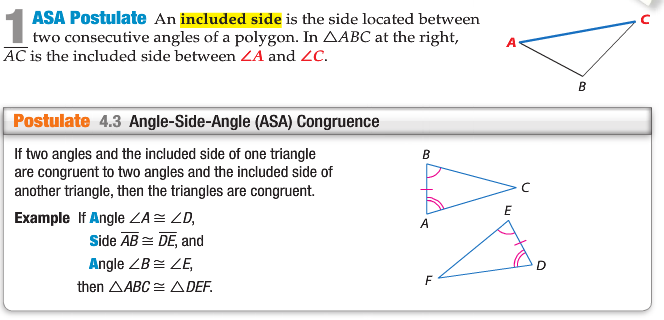 1 ASA Postulate An included side is the side located between
two consecutive angles of a polygon. In △ABC at the right,
A̅C̅ is the included side between ∠A and ∠C.
A
C
B
Postulate 4.3 Angle-Side-Angle (ASA) Congruence
If two angles and the included side of one triangle
are congruent to two angles and the included side of
another triangle, then the triangles are congruent.
Example If Angle ∠A ≅ ∠D,
Side A̅B̅ ≅ D̅E̅, and
Angle ∠B ≅ ∠E,
then △ABC ≅ △DEF.
B
C
A
E
D
F